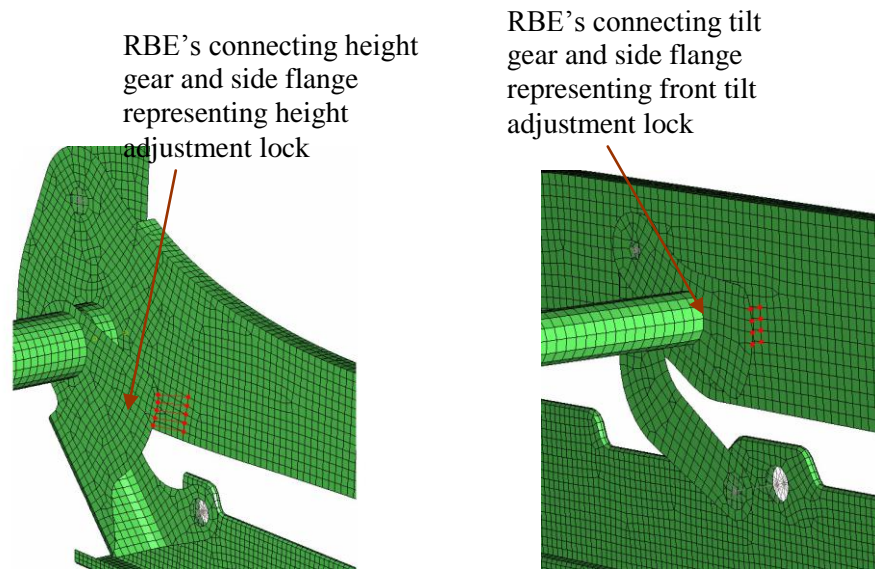 RBE’s connecting height
gear and side flange
representing height
adjustment lock
RBE’s connecting tilt
gear and side flange
representing front tilt
adjustment lock